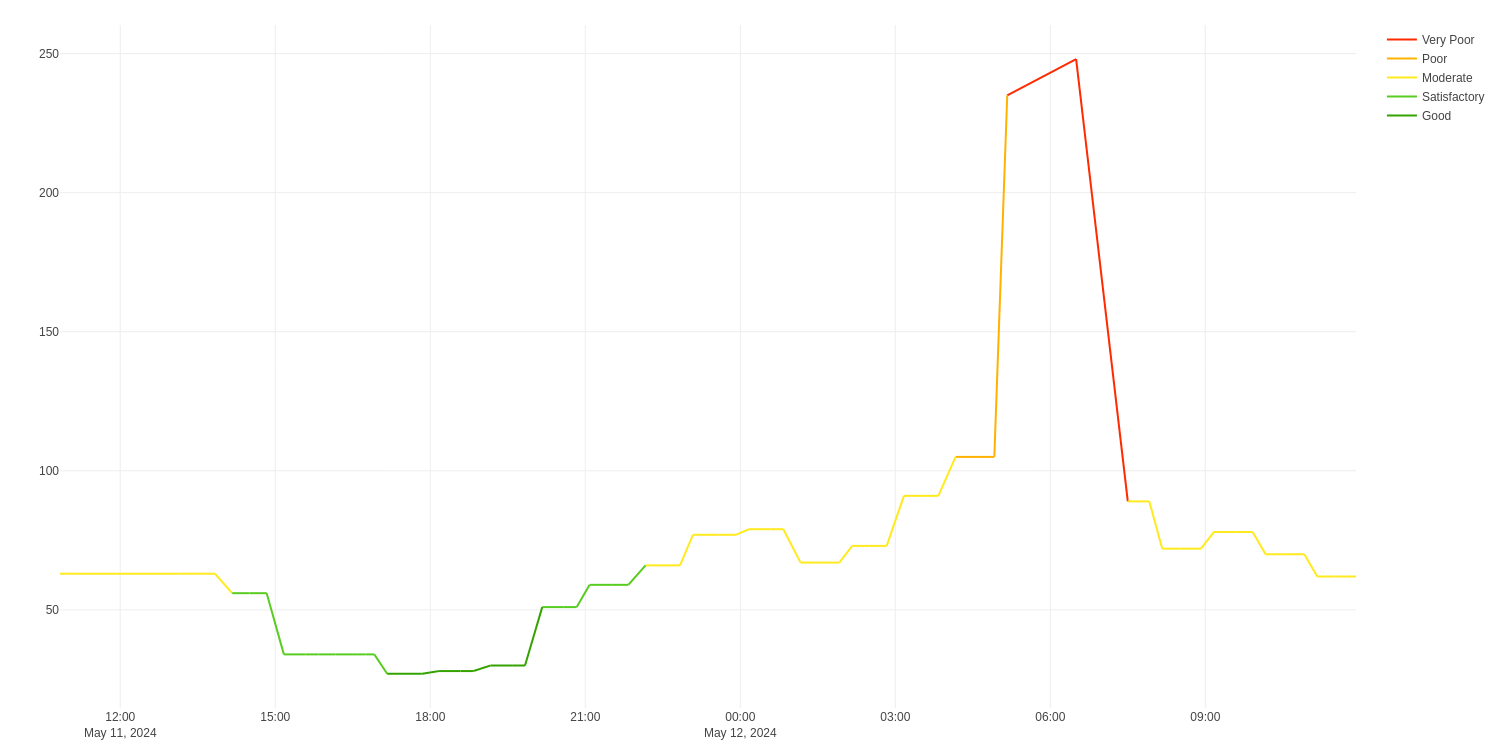 250
200
150
100
50
12:00
May 11, 2024
15:00
18:00
21:00
00:00
May 12, 2024
03:00
06:00
09:00
Very Poor
Poor
Moderate
Satisfactory
Good